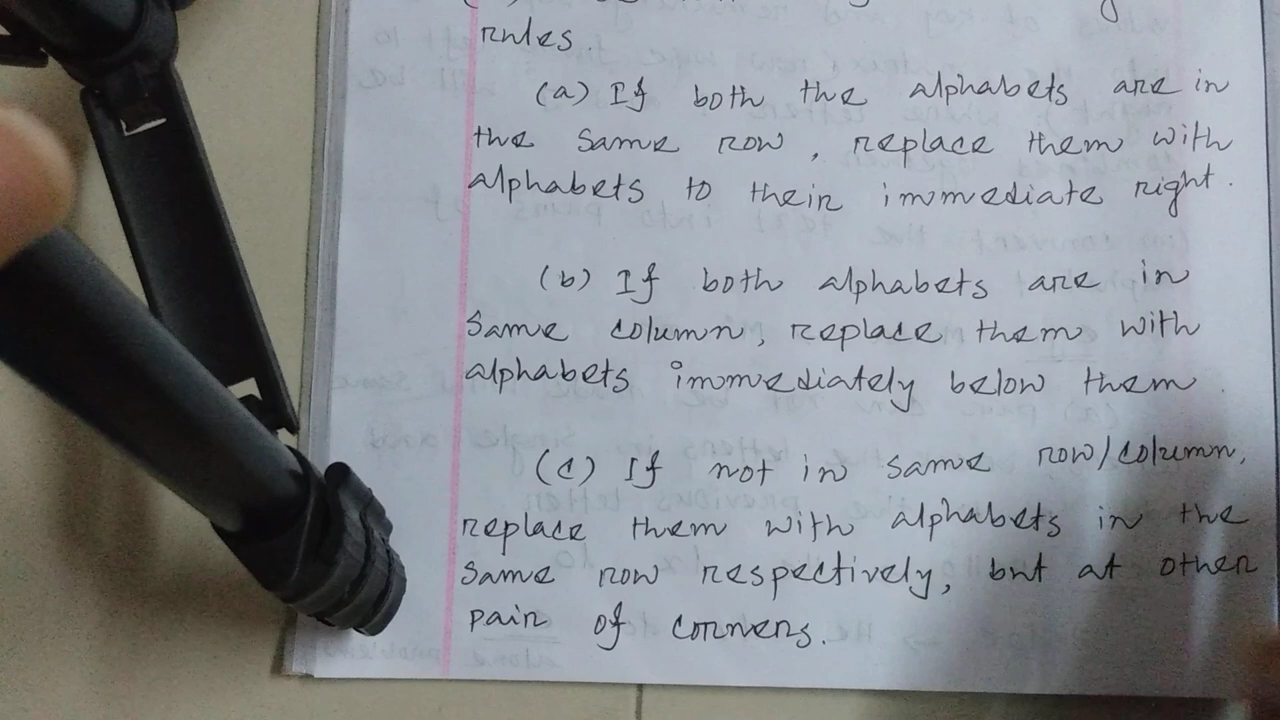 rules.
(a) If both the alphabets are in
the same row, replace them with
alphabets to their immediate right.
(b) If both alphabets are in
same column, replace them with
alphabets immediately below them.
(c) If not in same row/column,
replace them with alphabets in the
same row respectively, but at other
pair of corners.